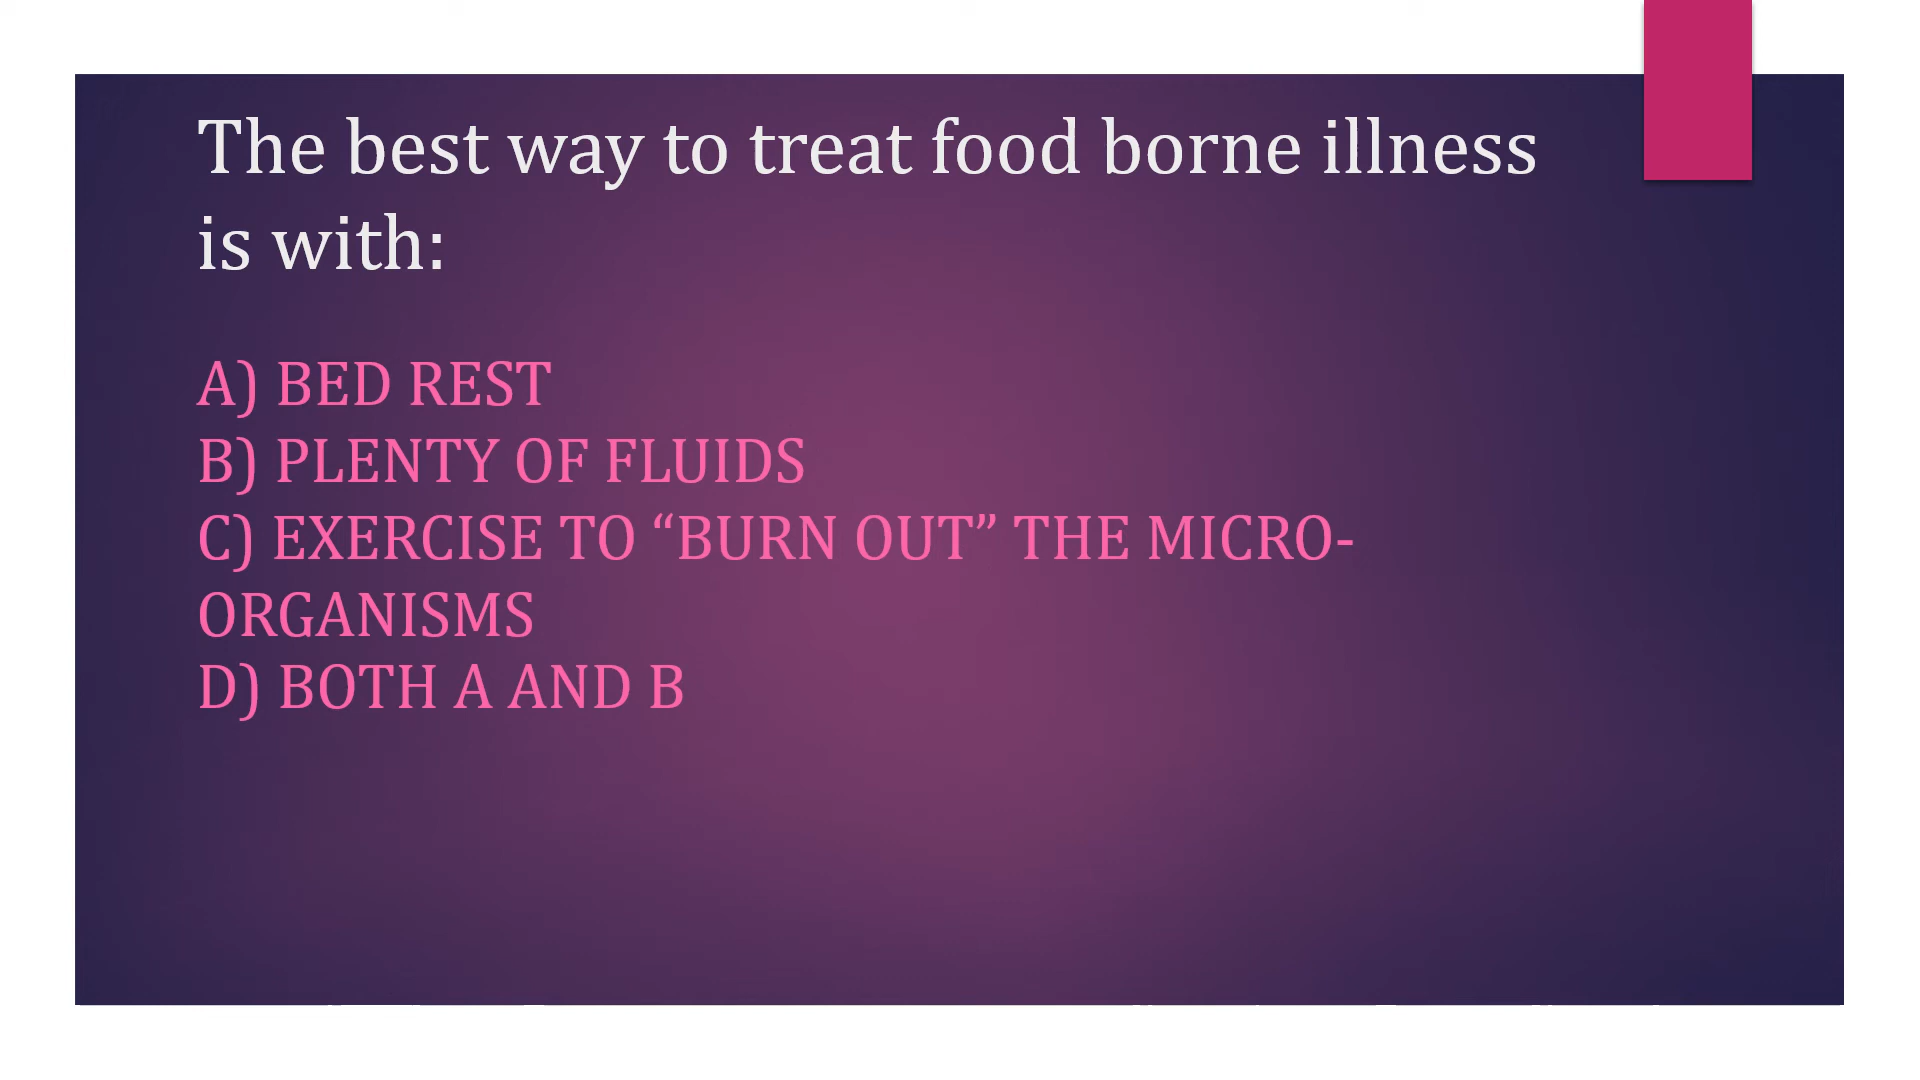 The best way to treat food borne illness
is with:
A) BED REST
B) PLENTY OF FLUIDS
C) EXERCISE TO “BURN OUT” THE MICRO-
ORGANISMS
D) BOTH A AND B